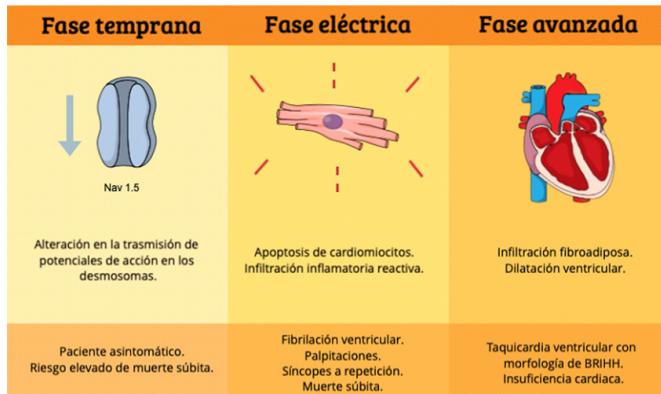 Fase temprana
Nav 1.5
Alteración en la trasmisión de
potenciales de acción en los
desmosomas.
Paciente asintomático.
Riesgo elevado de muerte súbita.
Fase eléctrica
Apoptosis de cardiomiocitos.
Infiltración inflamatoria reactiva.
Fibrilación ventricular.
Palpitaciones.
Síncopes a repetición.
Muerte súbita.
Fase avanzada
Infiltración fibroadiposa.
Dilatación ventricular.
Taquicardia ventricular con
morfología de BRIHH.
Insuficiencia cardiaca.